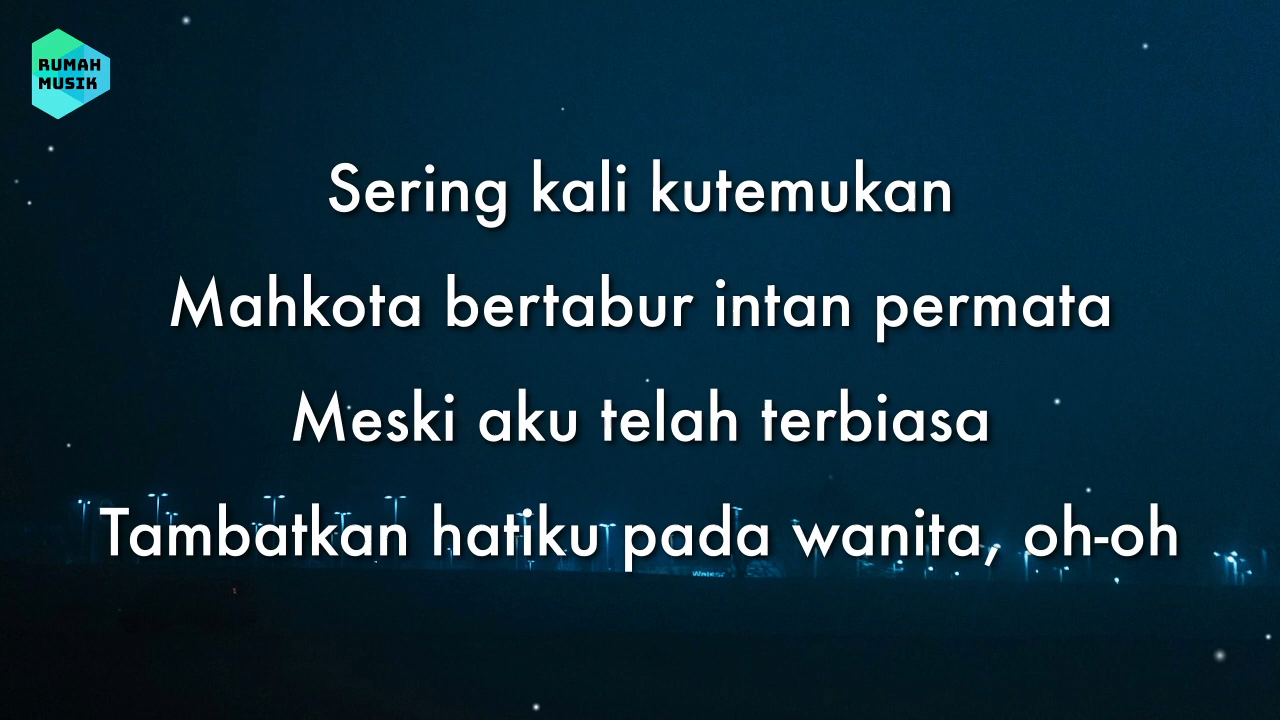 RUMAH
MUSIK
Sering kali kutemukan
Mahkota bertabur intan permata
Meski aku telah terbiasa
Tambatkan hatiku pada wanita, oh-oh